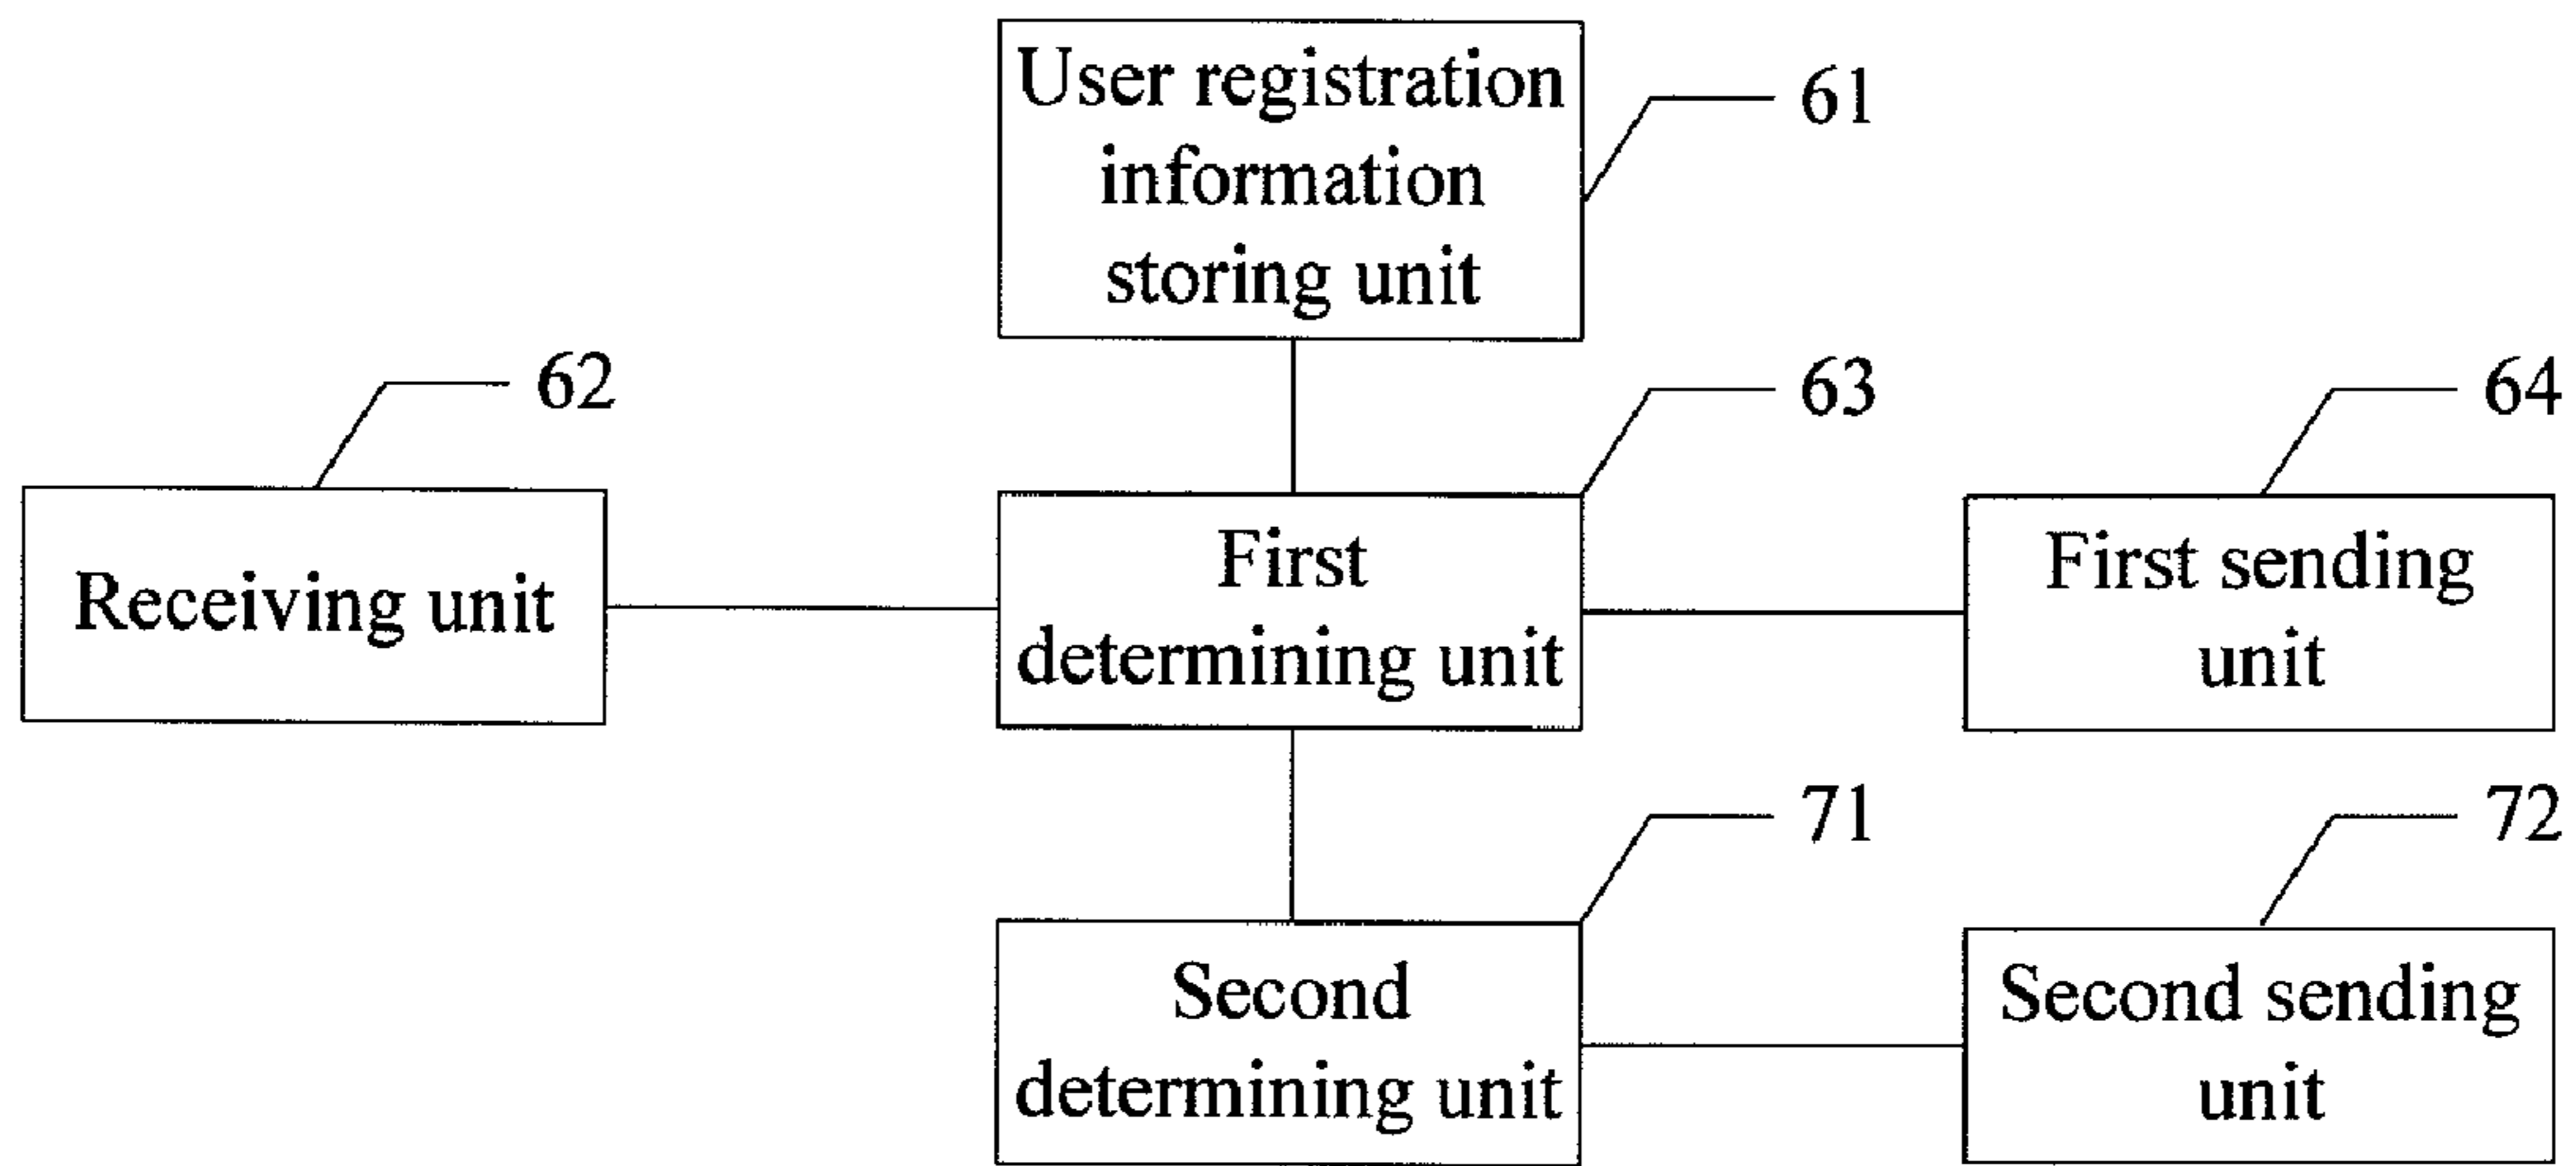 User registration
information
storing unit
61
62
63
64
Receiving unit
First
determining unit
First sending
unit
71
72
Second
determining unit
Second sending
unit